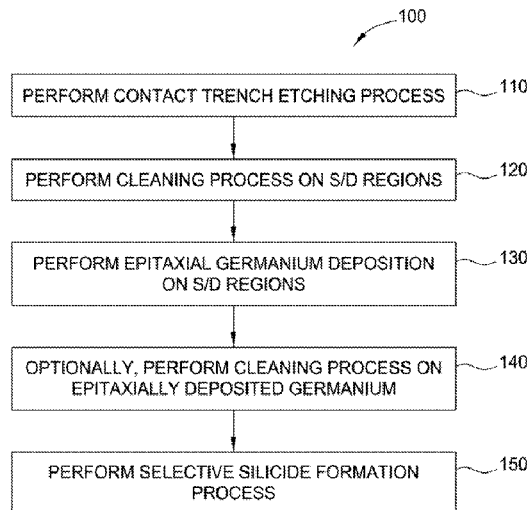 100
PERFORM CONTACT TRENCH ETCHING PROCESS
110
PERFORM CLEANING PROCESS ON S/D REGIONS
120
PERFORM EPITAXIAL GERMANIUM DEPOSITION
ON S/D REGIONS
130
OPTIONALLY, PERFORM CLEANING PROCESS ON
EPITAXIALLY DEPOSITED GERMANIUM
140
PERFORM SELECTIVE SILICIDE FORMATION
PROCESS
150